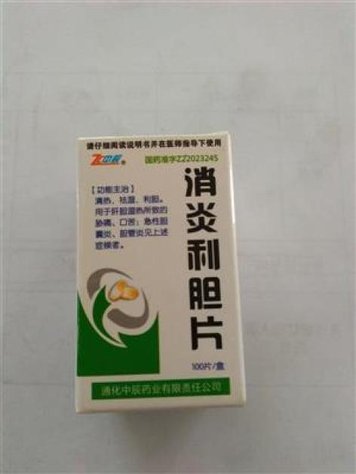 请仔细阅读说明书并在医师指导下使用
中辰
国药准字ZZ2023245
【功能主治】
清热、祛湿、利胆。
用于肝胆湿热所致的
胁痛、口苦；急性胆
囊炎、胆管炎见上述
症候者。
消炎利胆片
100片/盒
通化中辰药业有限责任公司